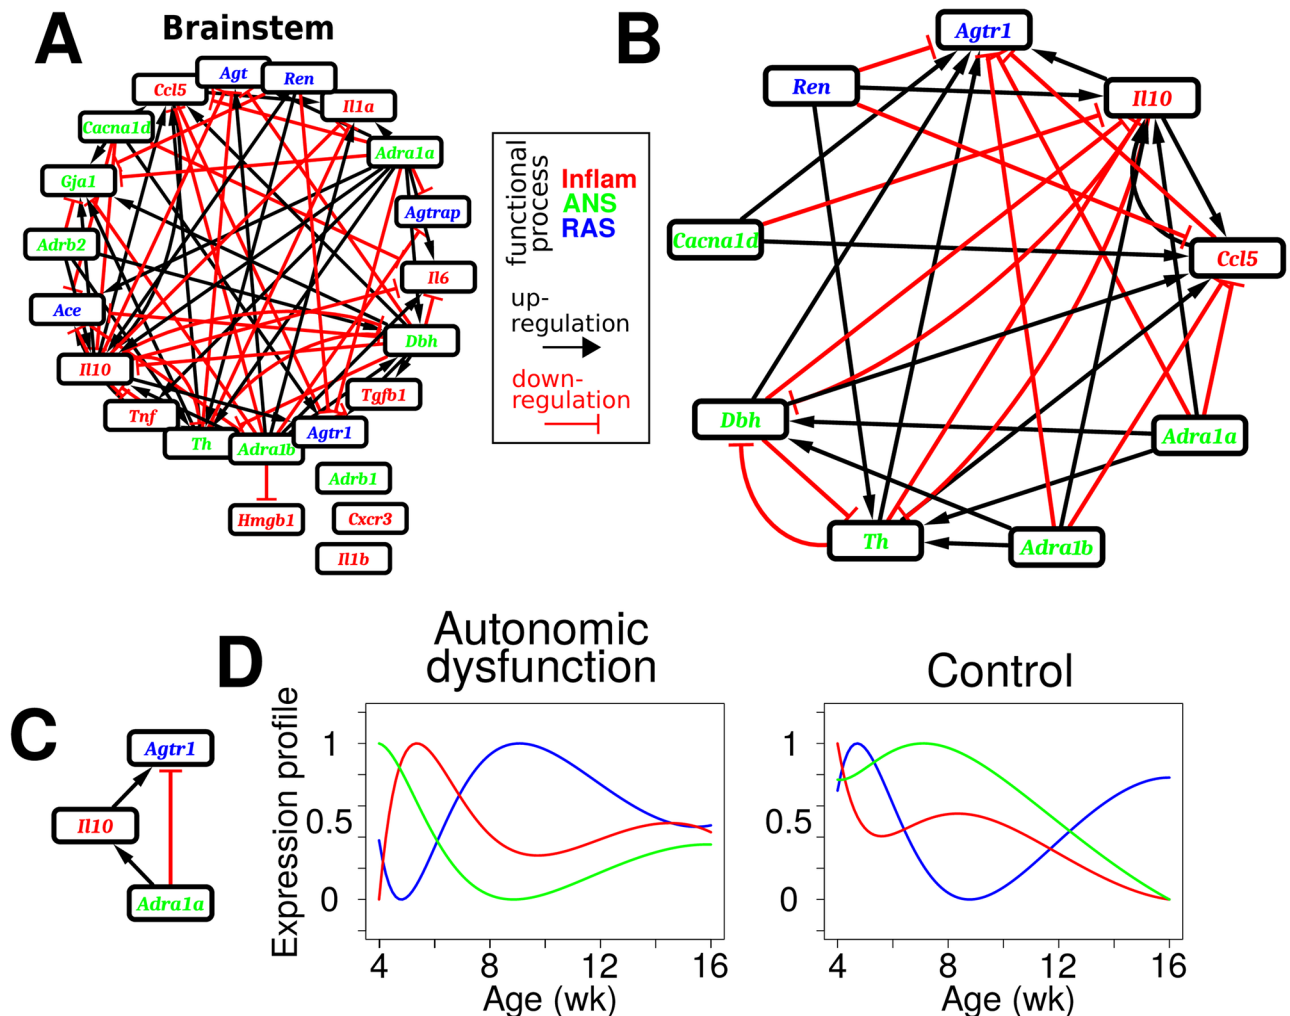 A
Brainstem
Agt
Ren
Ccl5
Il1a
Cacna1d
Adra1a
Gja1
Agtrap
Adrb2
Il6
Ace
Dbh
Il10
Tgfb1
Tnf
Th
Adra1b
Agtr1
Adrb1
Hmgb1
Cxcr3
Il1b
functional
process
Inflam
ANS
RAS
up-
regulation
down-
regulation
B
Agtr1
Ren
Il10
Cacna1d
Ccl5
Dbh
Adra1a
Th
Adra1b
C
Agtr1
Il10
Adra1a
D
Autonomic
dysfunction
Expression profile
1
0.5
0
4 8 12 16
Age (wk)
Control
1
0.5
0
4 8 12 16
Age (wk)